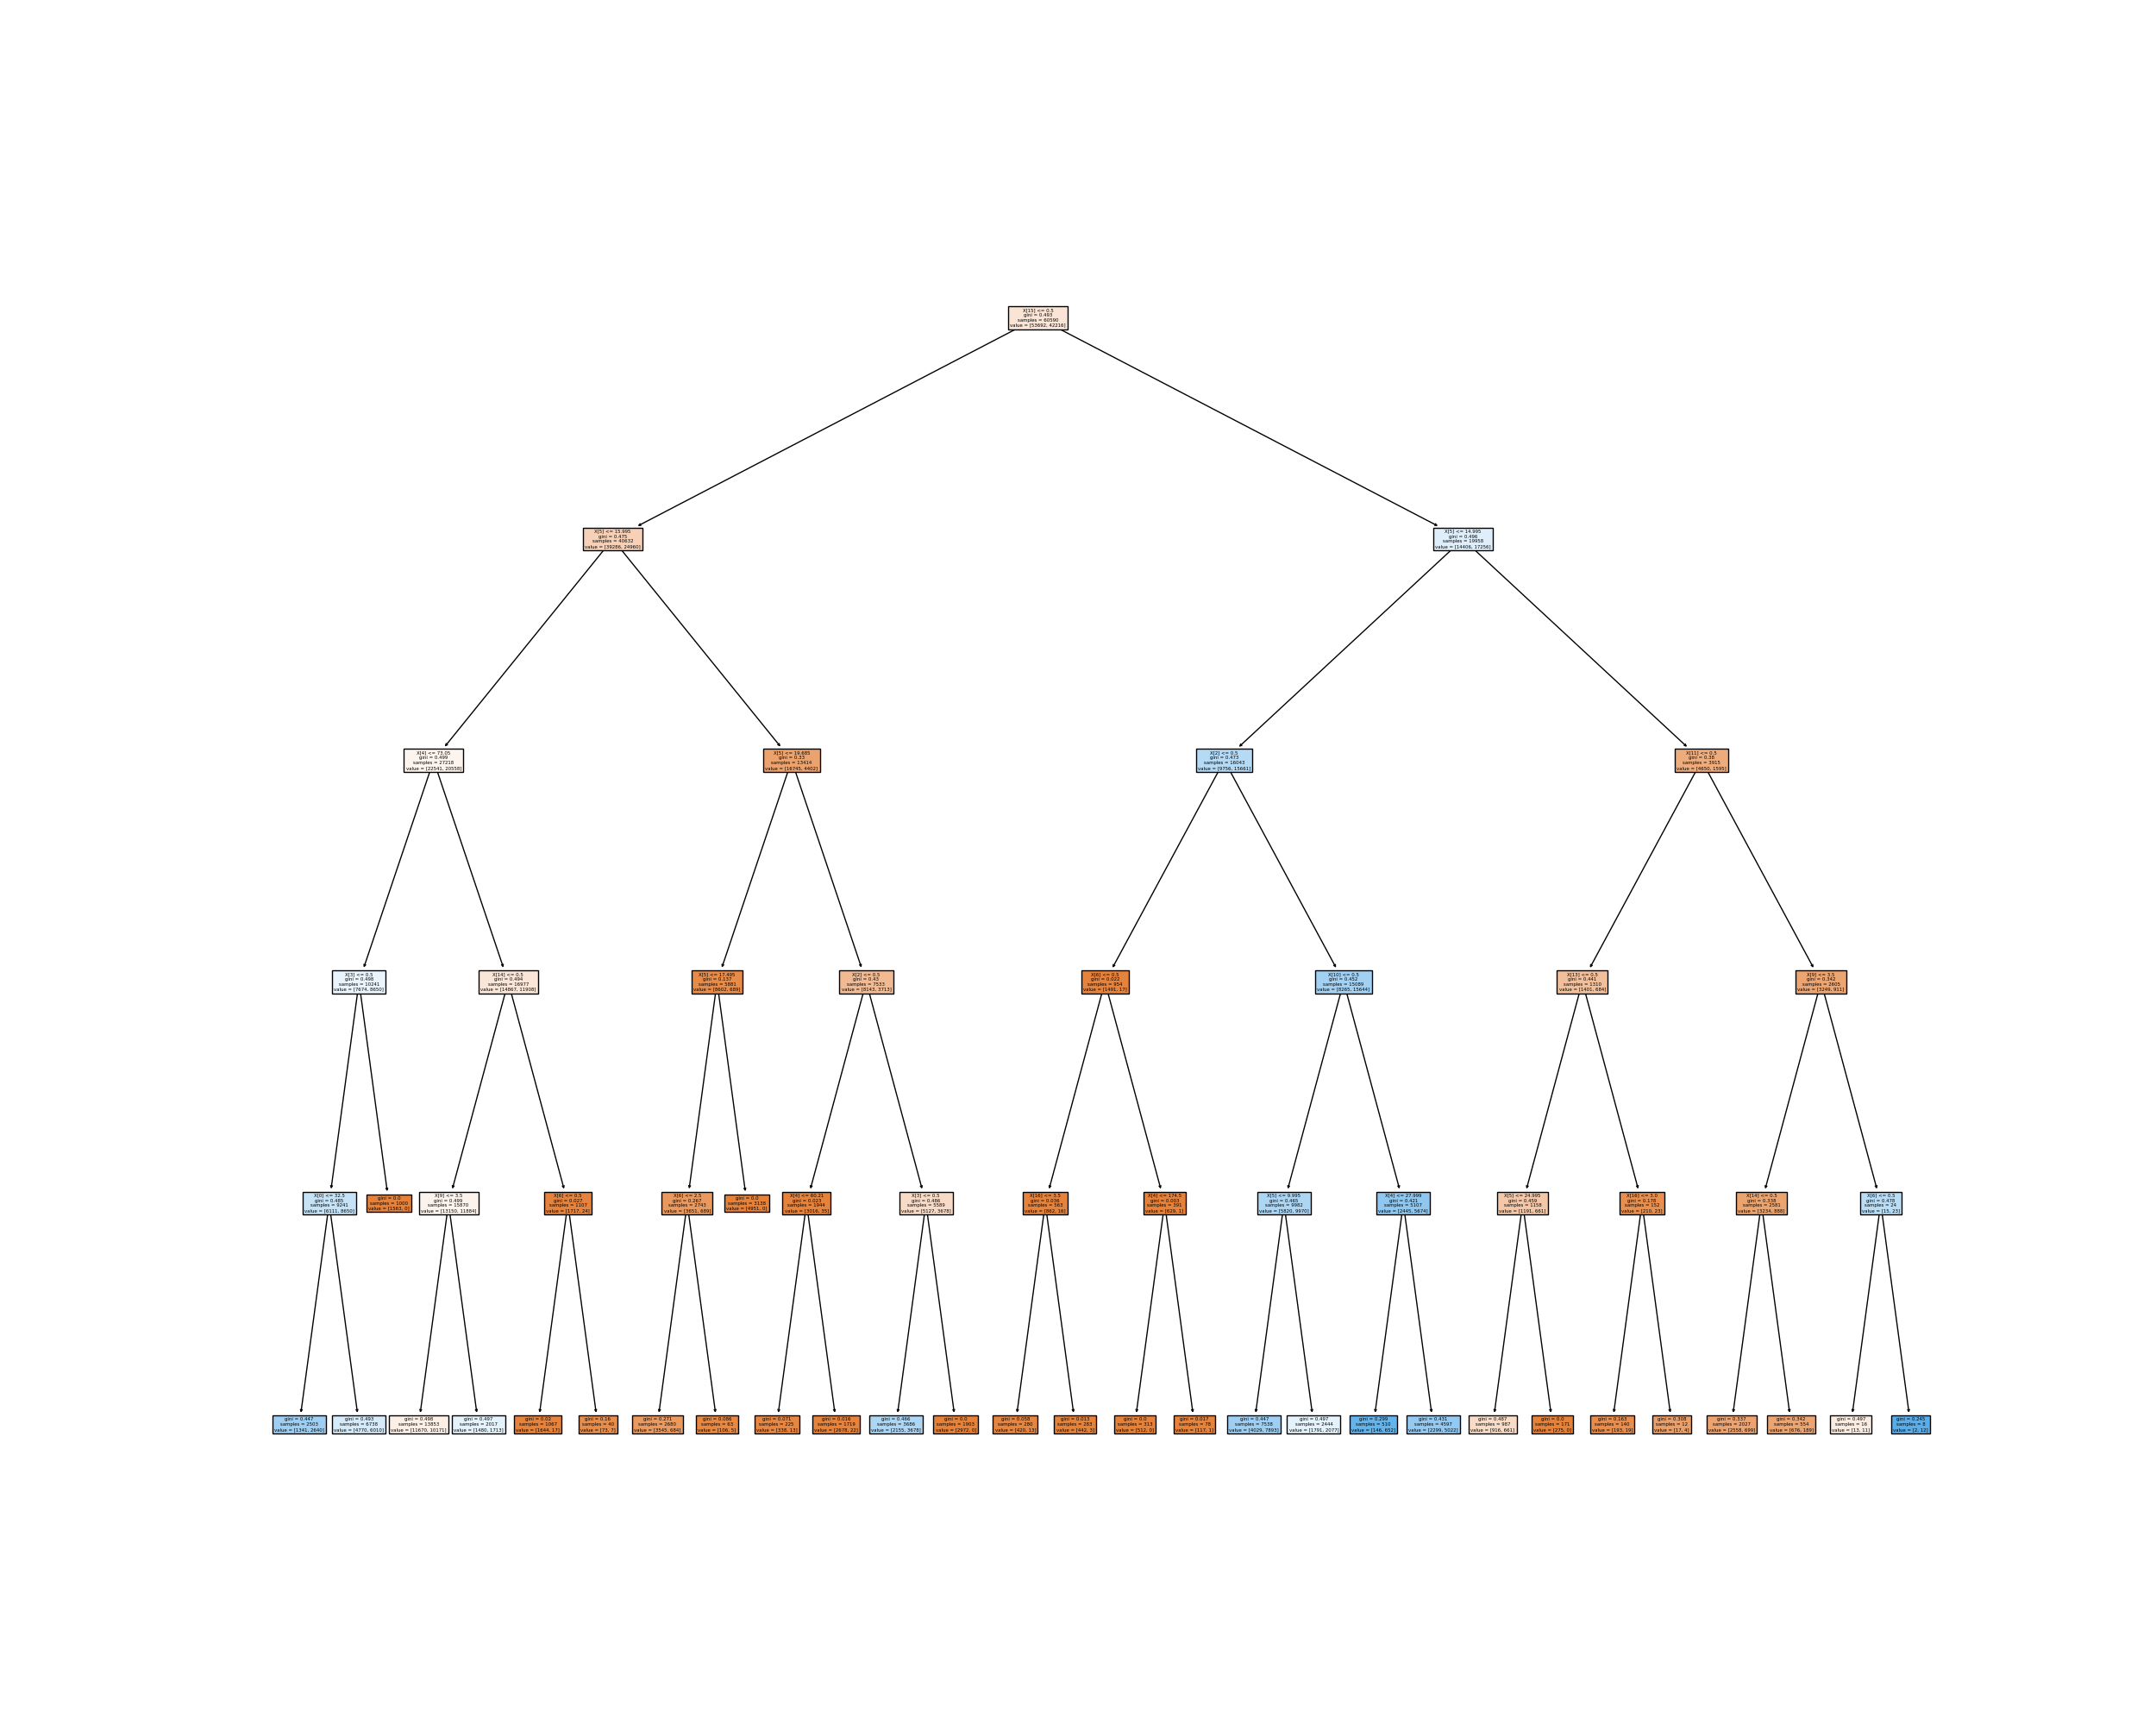 X[15] <= 0.5
gini = 0.493
samples = 60590
value = [53692, 42216]
X[5] <= 15.995
gini = 0.475
samples = 40632
value = [39286, 24960]
X[5] <= 14.995
gini = 0.496
samples = 19958
value = [14406, 17256]
X[4] <= 73.05
gini = 0.499
samples = 27218
value = [22541, 20558]
X[5] <= 19.685
gini = 0.33
samples = 13414
value = [16745, 4402]
X[2] <= 0.5
gini = 0.473
samples = 16043
value = [9756, 15661]
X[11] <= 0.5
gini = 0.38
samples = 3915
value = [4650, 1595]
X[3] <= 0.5
gini = 0.498
samples = 10241
value = [7674, 8650]
X[14] <= 0.5
gini = 0.494
samples = 16977
value = [14867, 11908]
X[5] <= 17.495
gini = 0.137
samples = 5881
value = [8602, 689]
X[2] <= 0.5
gini = 0.43
samples = 7533
value = [8143, 3713]
X[6] <= 0.5
gini = 0.022
samples = 954
value = [1491, 17]
X[10] <= 0.5
gini = 0.452
samples = 15089
value = [8265, 15644]
X[13] <= 0.5
gini = 0.441
samples = 1310
value = [1401, 684]
X[9] <= 3.5
gini = 0.342
samples = 2605
value = [3249, 911]
X[0] <= 32.5
gini = 0.485
samples = 9241
value = [6111, 8650]
gini = 0.0
samples = 1000
value = [1563, 0]
X[9] <= 3.5
gini = 0.499
samples = 15870
value = [13150, 11884]
X[6] <= 0.5
gini = 0.027
samples = 1107
value = [1717, 24]
X[6] <= 2.5
gini = 0.267
samples = 2743
value = [3651, 689]
gini = 0.0
samples = 3138
value = [4951, 0]
X[4] <= 60.21
gini = 0.023
samples = 1944
value = [3016, 35]
X[3] <= 0.5
gini = 0.486
samples = 5589
value = [5127, 3678]
X[16] <= 3.5
gini = 0.036
samples = 563
value = [862, 16]
X[4] <= 174.5
gini = 0.003
samples = 391
value = [629, 1]
X[5] <= 9.995
gini = 0.465
samples = 9982
value = [5820, 9970]
X[4] <= 27.999
gini = 0.421
samples = 5107
value = [2445, 5674]
X[5] <= 24.995
gini = 0.459
samples = 1158
value = [1191, 661]
X[16] <= 3.0
gini = 0.178
samples = 152
value = [210, 23]
X[14] <= 0.5
gini = 0.338
samples = 2581
value = [3234, 888]
X[6] <= 0.5
gini = 0.478
samples = 24
value = [15, 23]
gini = 0.447
samples = 2503
value = [1341, 2640]
gini = 0.493
samples = 6738
value = [4770, 6010]
gini = 0.498
samples = 13853
value = [11670, 10171]
gini = 0.497
samples = 2017
value = [1480, 1713]
gini = 0.02
samples = 1067
value = [1644, 17]
gini = 0.16
samples = 40
value = [73, 7]
gini = 0.271
samples = 2680
value = [3545, 684]
gini = 0.086
samples = 63
value = [106, 5]
gini = 0.071
samples = 225
value = [338, 13]
gini = 0.016
samples = 1719
value = [2678, 22]
gini = 0.466
samples = 3686
value = [2155, 3678]
gini = 0.0
samples = 1903
value = [2972, 0]
gini = 0.058
samples = 280
value = [420, 13]
gini = 0.013
samples = 283
value = [442, 3]
gini = 0.0
samples = 313
value = [512, 0]
gini = 0.017
samples = 78
value = [117, 1]
gini = 0.447
samples = 7538
value = [4029, 7893]
gini = 0.497
samples = 2444
value = [1791, 2077]
gini = 0.299
samples = 510
value = [146, 652]
gini = 0.431
samples = 4597
value = [2299, 5022]
gini = 0.487
samples = 987
value = [916, 661]
gini = 0.0
samples = 171
value = [275, 0]
gini = 0.163
samples = 140
value = [193, 19]
gini = 0.308
samples = 12
value = [17, 4]
gini = 0.337
samples = 2027
value = [2558, 699]
gini = 0.342
samples = 554
value = [676, 189]
gini = 0.497
samples = 16
value = [13, 11]
gini = 0.245
samples = 8
value = [2, 12]